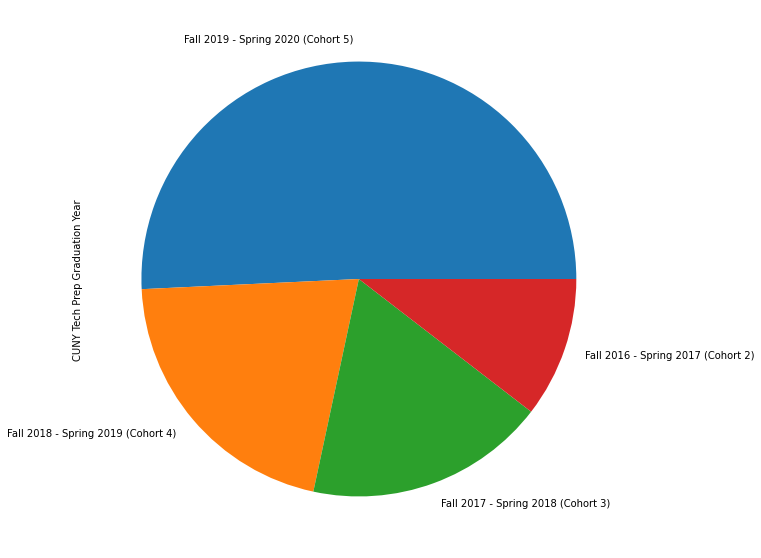 Fall 2019 - Spring 2020 (Cohort 5)
CUNY Tech Prep Graduation Year
Fall 2016 - Spring 2017 (Cohort 2)
Fall 2018 - Spring 2019 (Cohort 4)
Fall 2017 - Spring 2018 (Cohort 3)